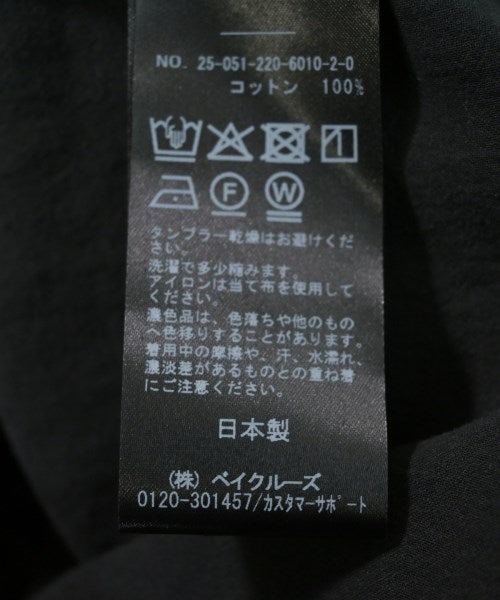 NO. 25-051-220-6010-2-0
コットン 100%
F W
タンブラー乾燥はお避けくだ
さい。
洗濯で多少縮みます。
アイロンは当て布を使用して
ください。
濃色品は、色落ちや他のもの
へ色移りすることがあります。
着用中の摩擦や、汗、水濡れ、
濃淡差があるものとの重ね着
にご注意ください。
日本製
(株) ベイクルーズ
0120-301457/カスタマーサポート